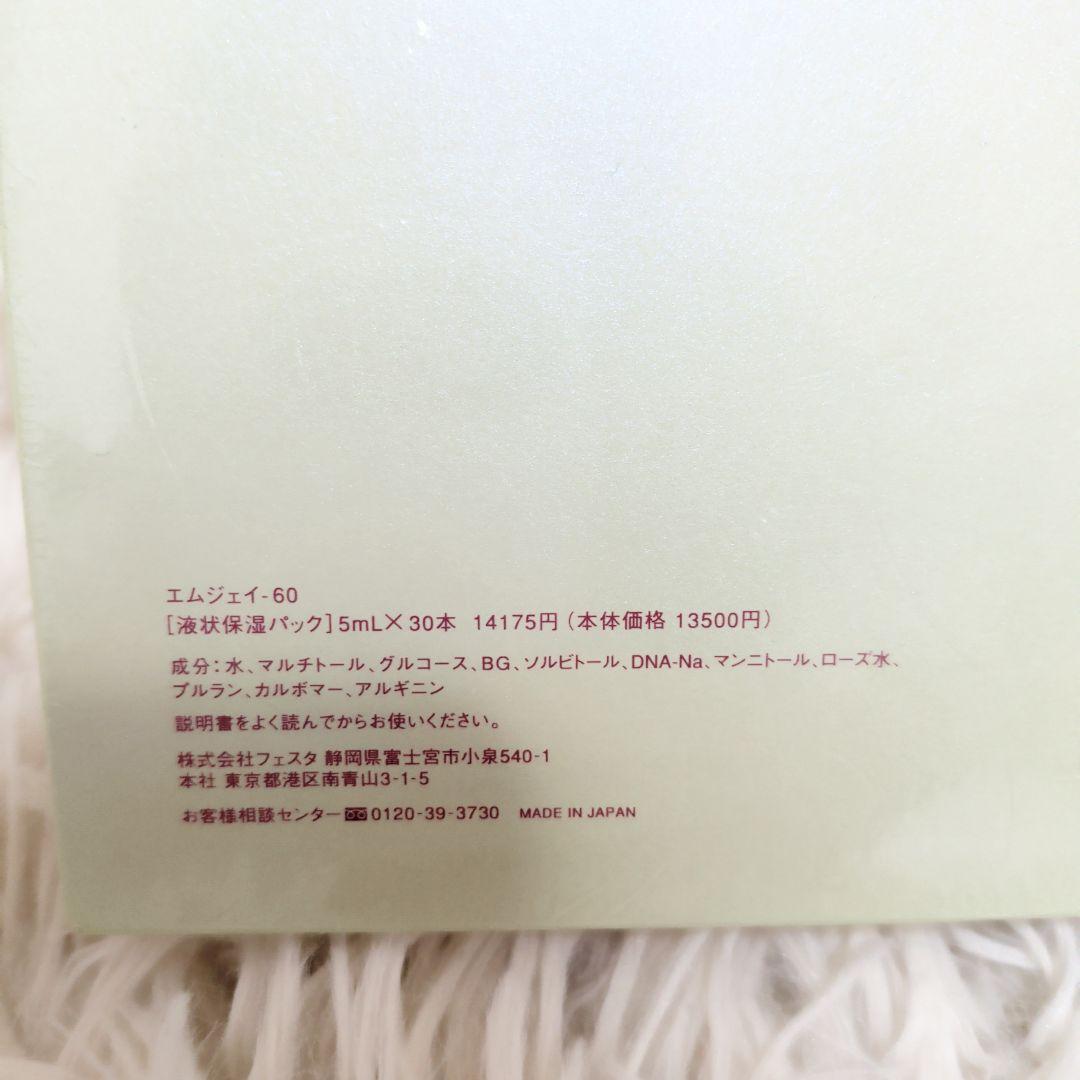 エムジェイ-60
[液状保湿パック]5mL×30本 14175円(本体価格 13500円)
成分:水、マルチトール、グルコース、BG、ソルビトール、DNA-Na、マンニトール、ローズ水、
プルラン、カルボマー、アルギニン
説明書をよく読んでからお使いください。
株式会社フェスタ 静岡県富士宮市小泉540-1
本社 東京都港区南青山3-1-5
お客様相談センター 0120-39-3730 MADE IN JAPAN